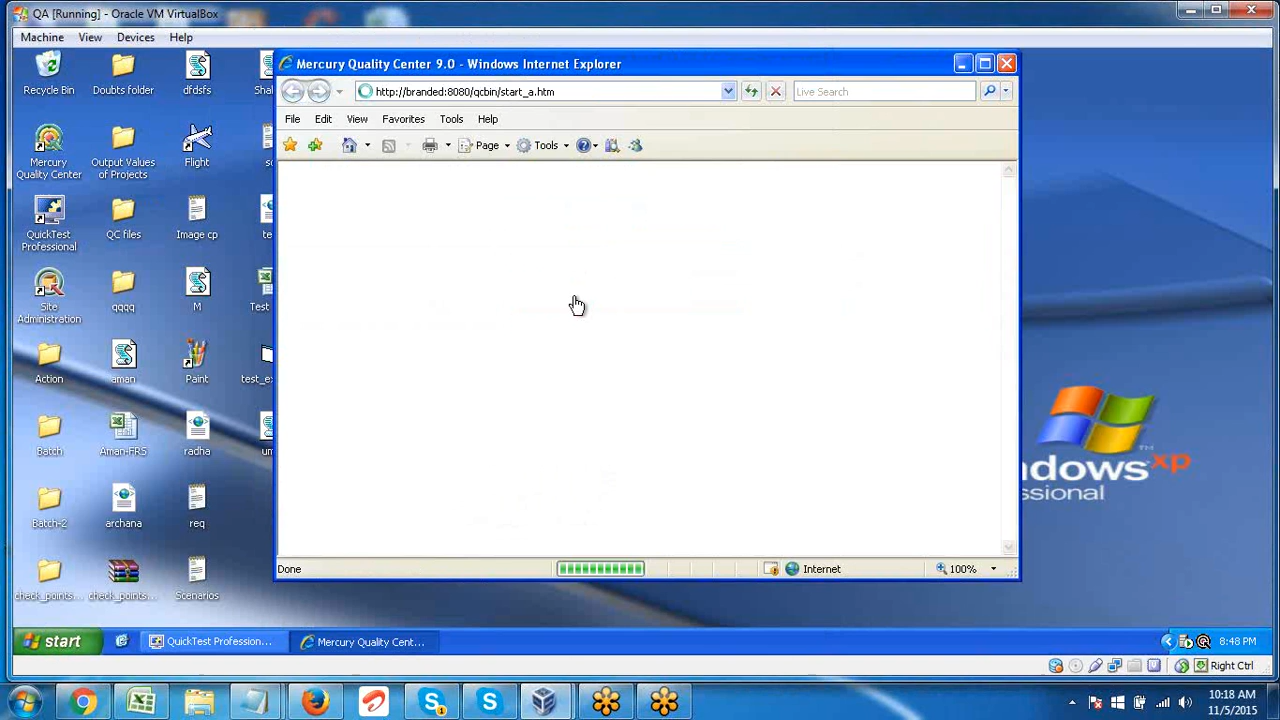 QA [Running] - Oracle VM VirtualBox
Machine View Devices Help
Recycle Bin
Doubts folder
dfdsfs
Mercury Quality Center
Output Values of Projects
Flight
QuickTest Professional
QC files
Image cp
Site Administration
qqqq
M
Test
Action
aman
Paint
test_ex
Batch
Aman-FRS
radha
Batch-2
archana
req
check_points...
check_points...
Scenarios
Mercury Quality Center 9.0 - Windows Internet Explorer
http://branded:8080/qcbin/start_a.htm
Live Search
File Edit View Favorites Tools Help
Page Tools
Done
Internet
100%
ndows xp
ssional
start
QuickTest Profession...
Mercury Quality Cent...
8:48 PM
Right Ctrl
10:18 AM
11/5/2015